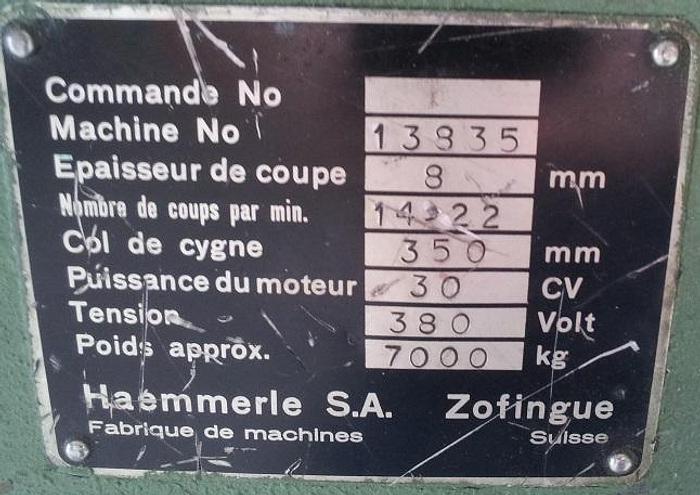 Commande No
Machine No 13835
Epaisseur de coupe 8 mm
Nombre de coups par min. 14-22
Col de cygne 350 mm
Puissance du moteur 30 CV
Tension 380 Volt
Poids approx. 7000 kg
Haemmerle S.A. Zofingue
Fabrique de machines Suisse